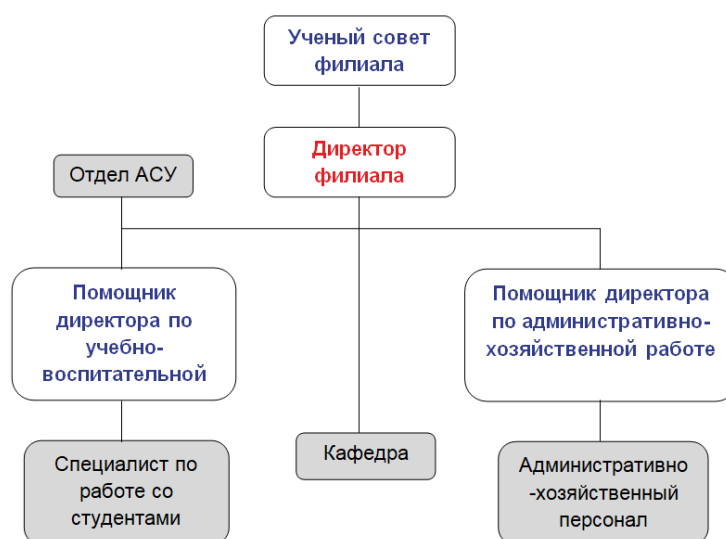 Ученый совет
филиала
Директор
филиала
Отдел АСУ
Помощник
директора по
учебно-
воспитательной
Помощник директора
по административно-
хозяйственной работе
Специалист по
работе со
студентами
Кафедра
Административно
-хозяйственный
персонал